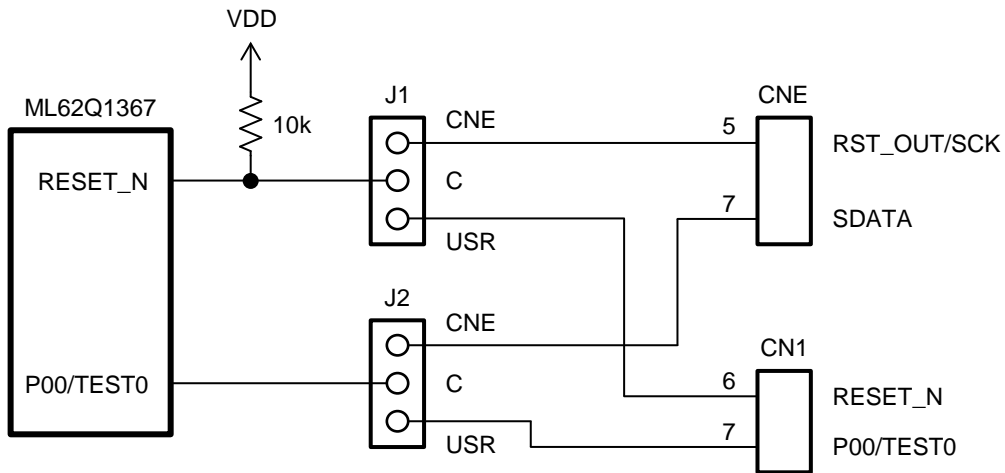 VDD
ML62Q1367
10k
J1
CNE
CNE
5
RST_OUT/SCK
RESET_N
C
7
SDATA
USR
J2
CNE
CN1
P00/TEST0
C
6
RESET_N
USR
7
P00/TEST0